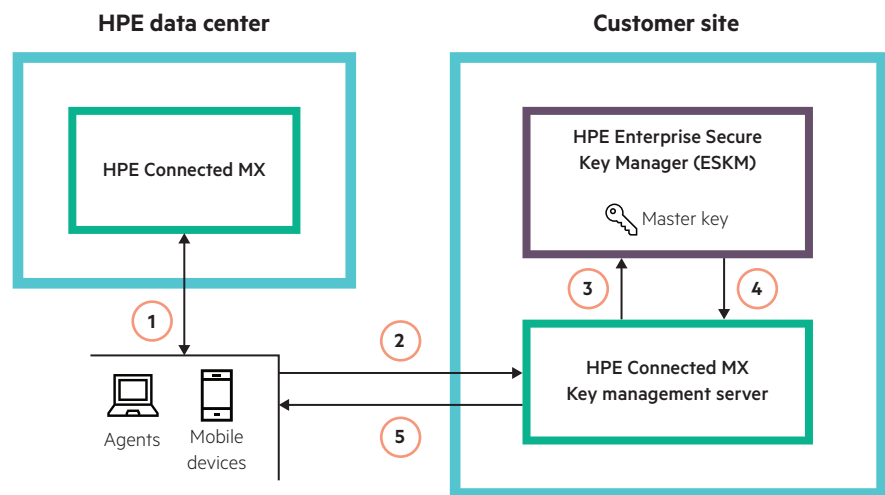 HPE data center
Customer site
HPE Connected MX
HPE Enterprise Secure
Key Manager (ESKM)
Master key
3
4
1
2
HPE Connected MX
Key management server
5
Agents
Mobile
devices